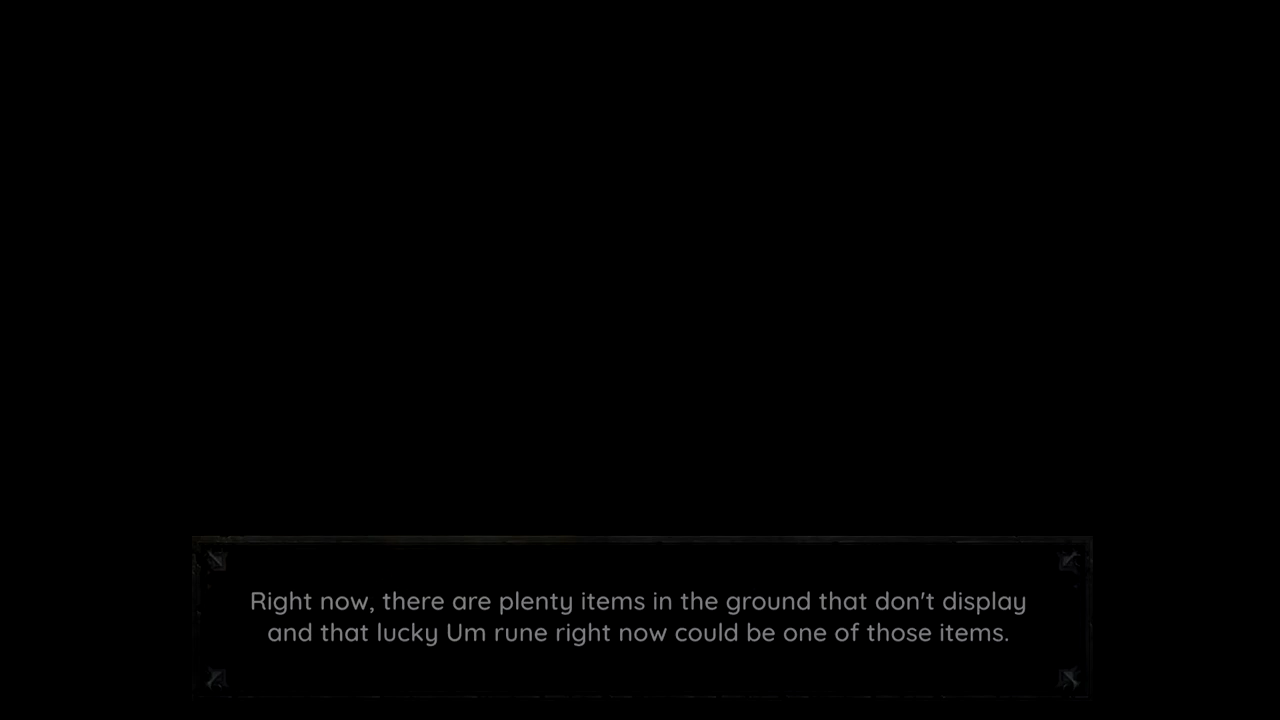 Right now, there are plenty items in the ground that don't display
and that lucky Um rune right now could be one of those items.